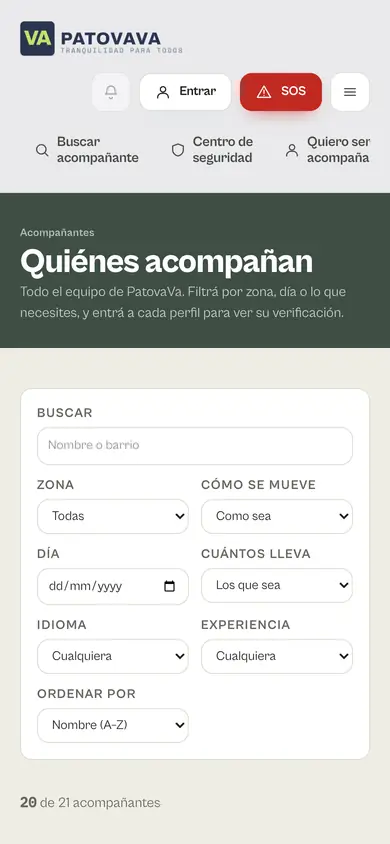 VA PATOVAVA
TRANQUILIDAD PARA TODOS
Entrar
SOS
Buscar
acompañante
Centro de
seguridad
Quiero ser
acompaña
Acompañantes
Quiénes acompañan
Todo el equipo de PatovaVa. Filtrá por zona, día o lo que
necesites, y entrá a cada perfil para ver su verificación.
BUSCAR
Nombre o barrio
ZONA
CÓMO SE MUEVE
Todas
Como sea
DÍA
CUÁNTOS LLEVA
dd/mm/yyyy
Los que sea
IDIOMA
EXPERIENCIA
Cualquiera
Cualquiera
ORDENAR POR
Nombre (A–Z)
20 de 21 acompañantes